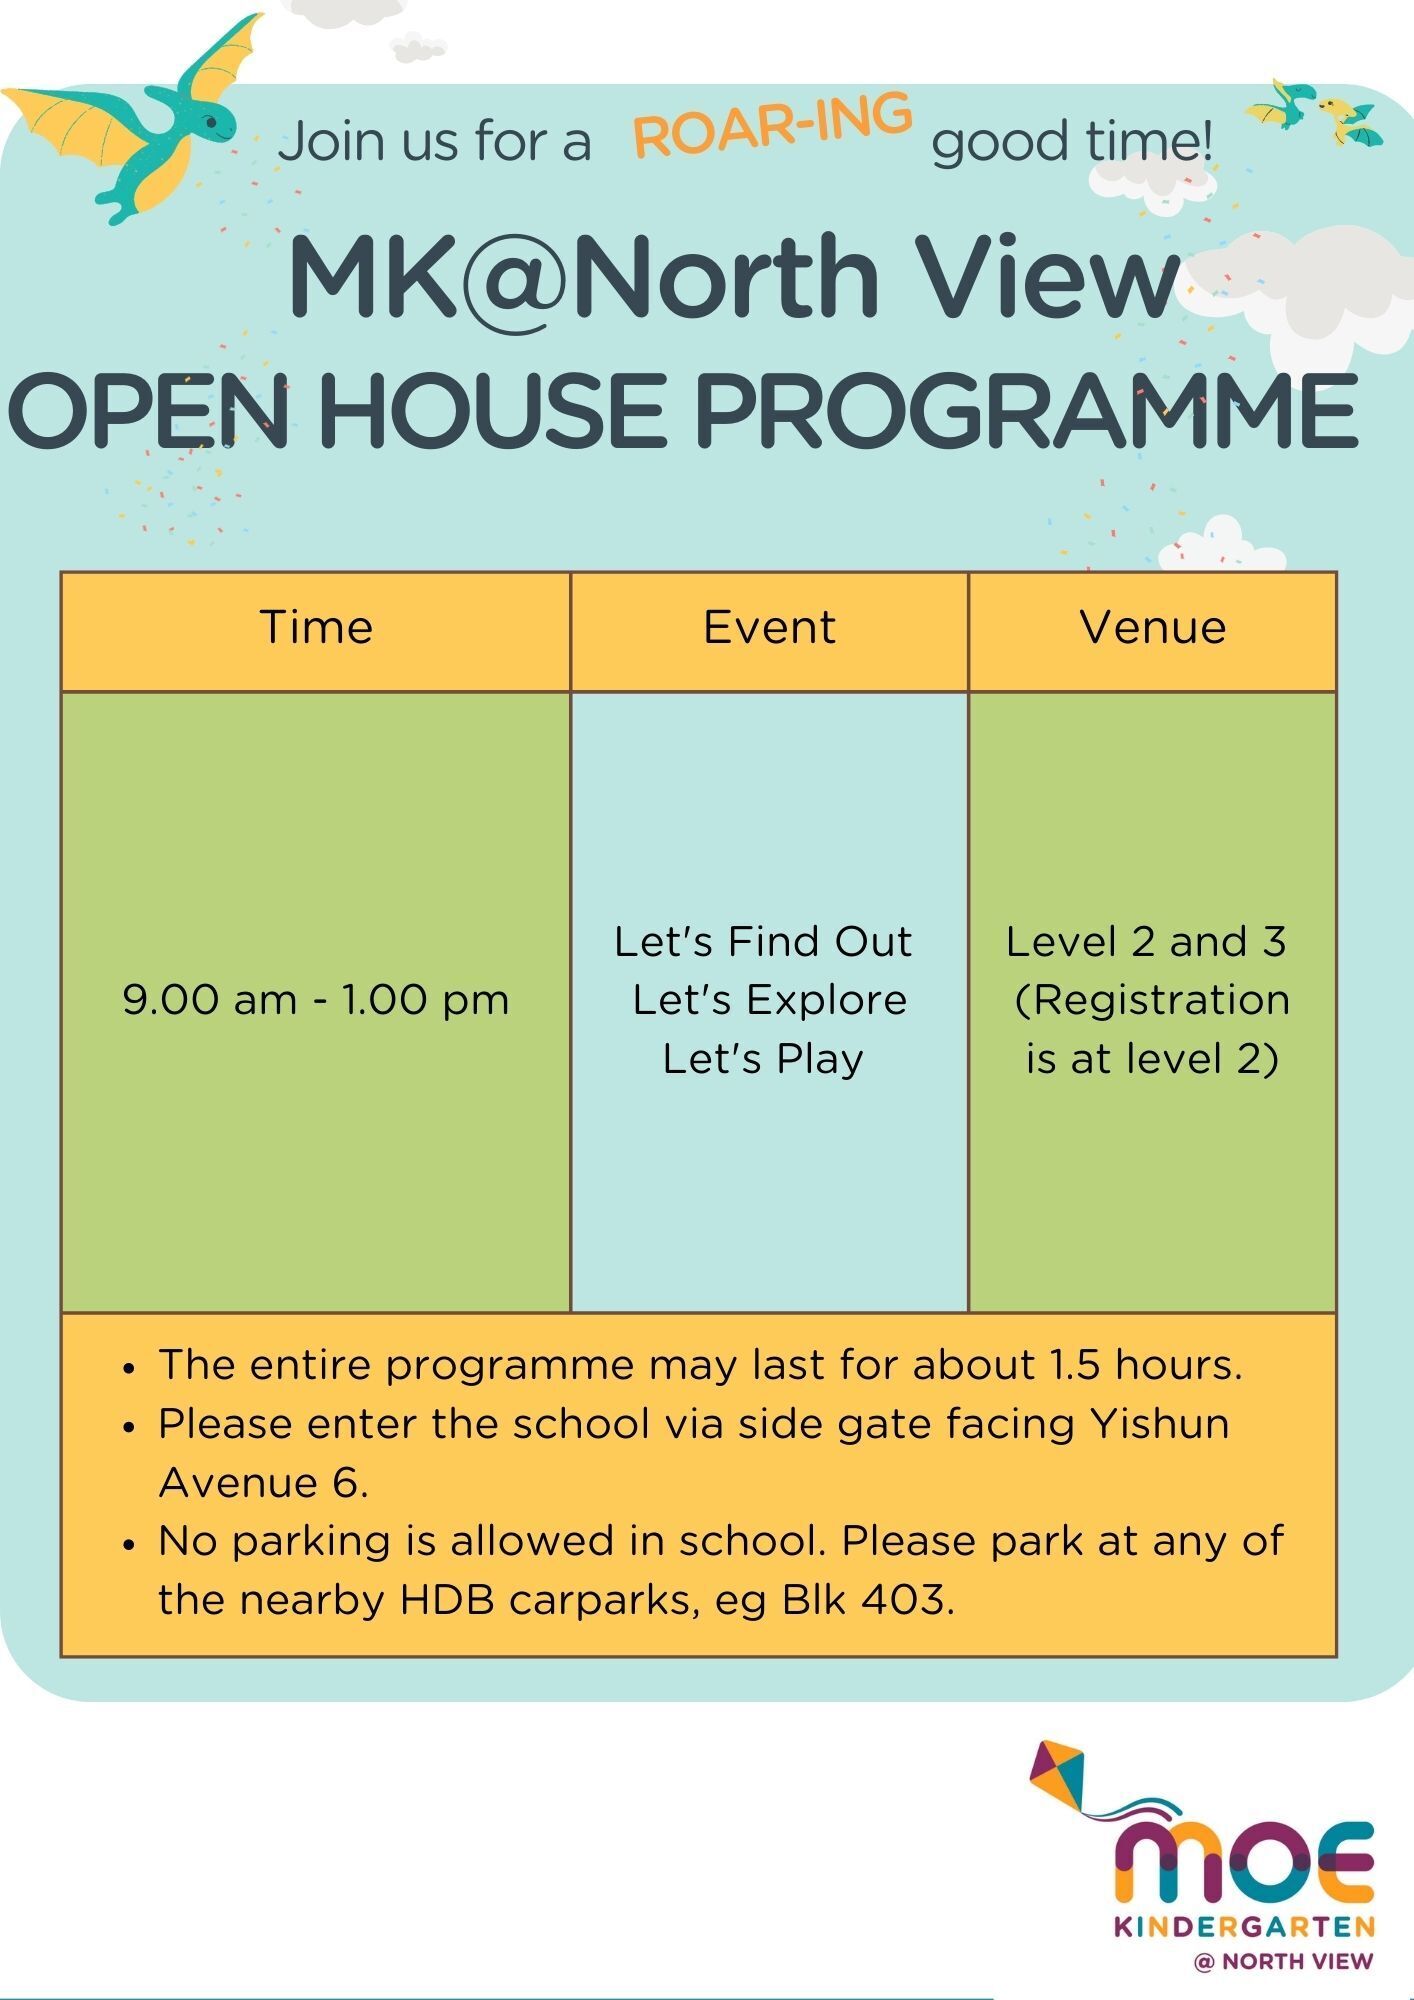 Join us for a ROAR-ING good time!
MK@North View
OPEN HOUSE PROGRAMME
Time Event Venue
9.00 am - 1.00 pm
Let's Find Out
Let's Explore
Let's Play
Level 2 and 3
(Registration
is at level 2)
• The entire programme may last for about 1.5 hours.
• Please enter the school via side gate facing Yishun
Avenue 6.
• No parking is allowed in school. Please park at any of
the nearby HDB carparks, eg Blk 403.
MOE
KINDERGARTEN
@ NORTH VIEW